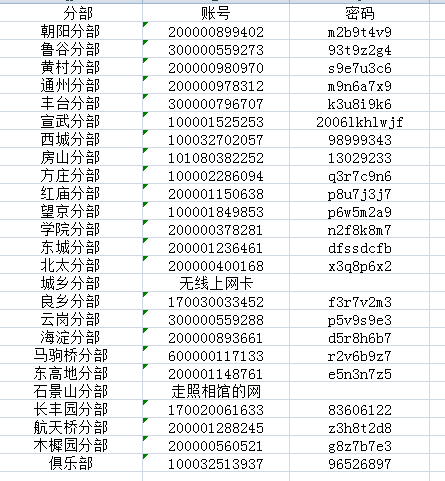 分部 账号 密码
朝阳分部 200000899402 m2b9t4v9
鲁谷分部 300000559273 93t9z2g4
黄村分部 200000980970 s9e7u3c6
通州分部 200000978312 m9n6a7x9
丰台分部 300000796707 k3u8i9k6
宣武分部 100001525253 2006lkhlwjf
西城分部 100032702057 98999343
房山分部 101080382252 13029233
方庄分部 100002286094 q3r7c9n6
红庙分部 200001150638 p8u7j3j7
望京分部 100001849853 p6w5m2a9
学院分部 200000378281 n2f8k8m7
东城分部 200001236461 dfssdcfb
北太分部 200000400168 x3q8p6x2
城乡分部 无线上网卡
良乡分部 170030033452 f3r7v2m3
云岗分部 300000559288 p5v9s9e3
海淀分部 200000893661 d5r8h6b7
马驹桥分部 600000117133 r2v6b9z7
东高地分部 200001148761 e5n3n7z5
石景山分部 走照相馆的网
长丰园分部 170020061633 83606122
航天桥分部 200001288245 z3h8t2d8
木樨园分部 200000560521 g8z7b7e3
俱乐部 100032513937 96526897